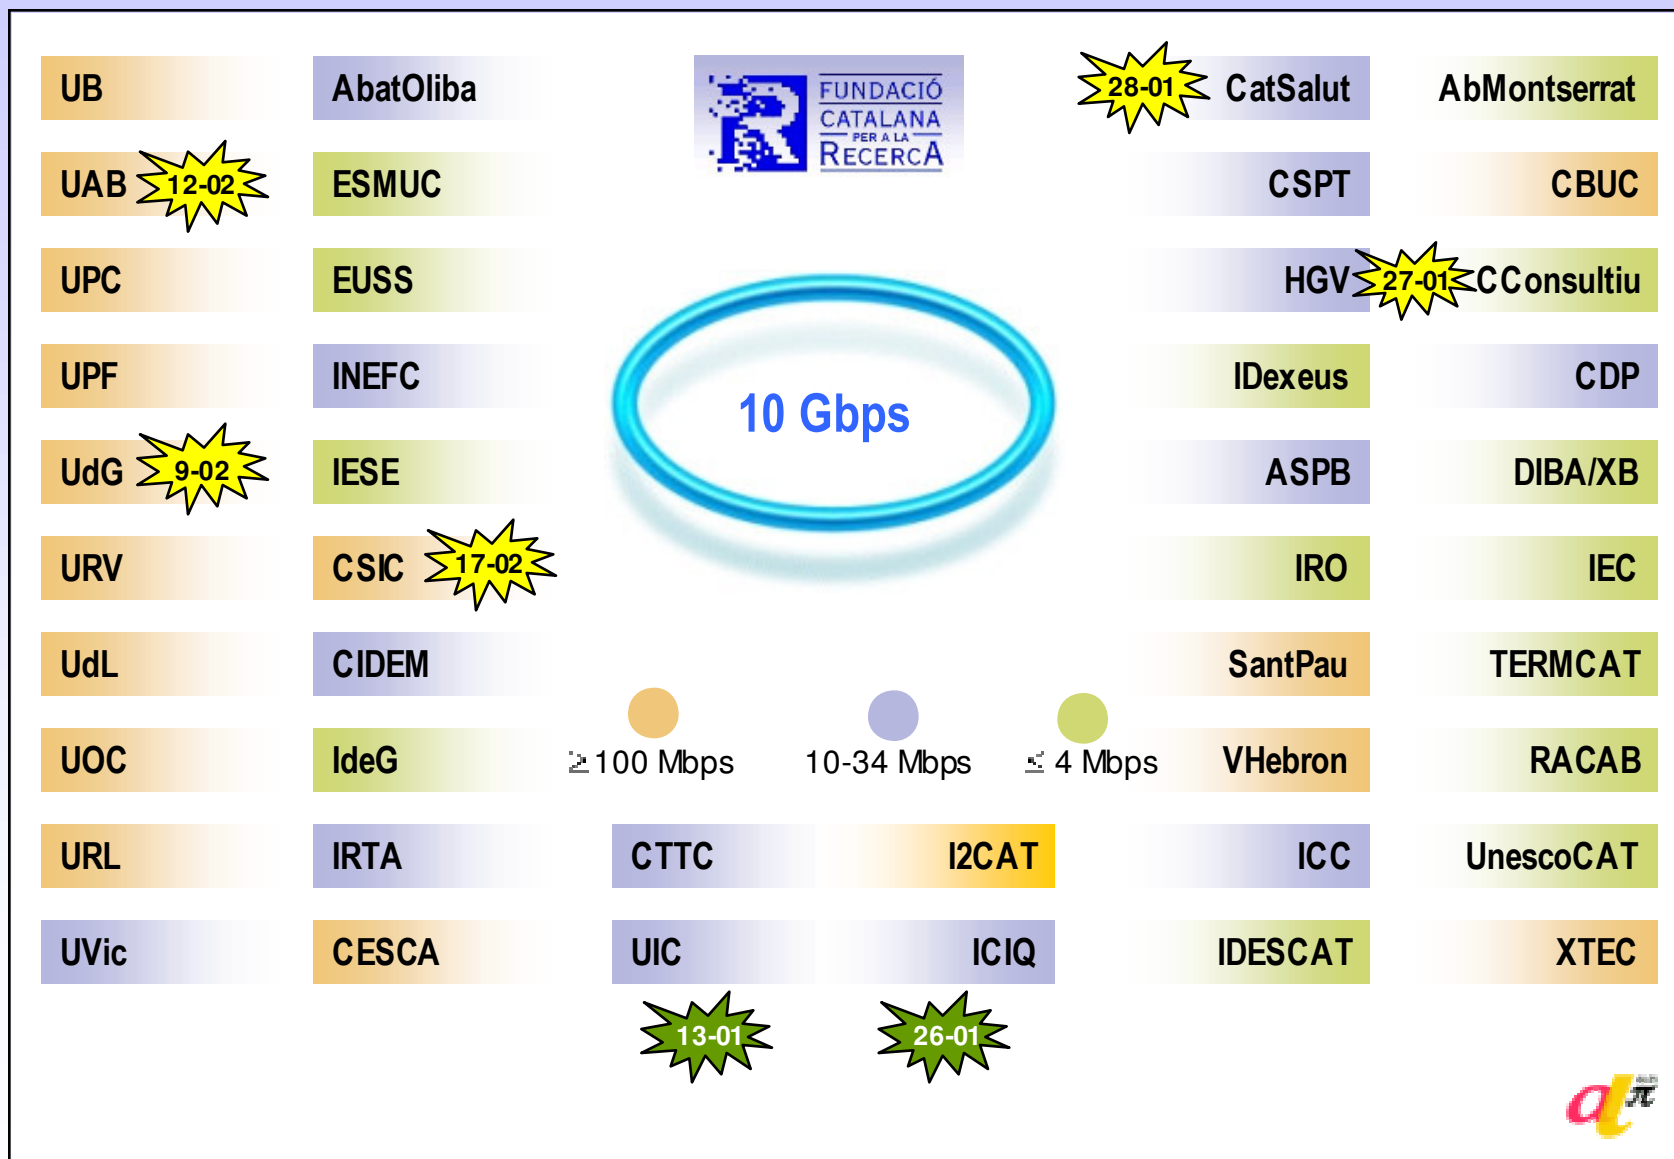 UB
AbatOliba
FUNDACIÓ
CATALANA
PER A LA
RECERCA
28-01
CatSalut
AbMontserrat
UAB
12-02
ESMUC
CSPT
CBUC
UPC
EUSS
HGV
27-01
CConsultiu
UPF
INEFC
10 Gbps
IDexeus
CDP
UdG
9-02
IESE
ASPB
DIBA/XB
URV
CSIC
17-02
IRO
IEC
UdL
CIDEM
SantPau
TERMCAT
UOC
IdeG
≥ 100 Mbps
10-34 Mbps
≤ 4 Mbps
VHebron
RACAB
URL
IRTA
CTTC
I2CAT
ICC
UnescoCAT
UVic
CESCA
UIC
ICIQ
IDESCAT
XTEC
13-01
26-01